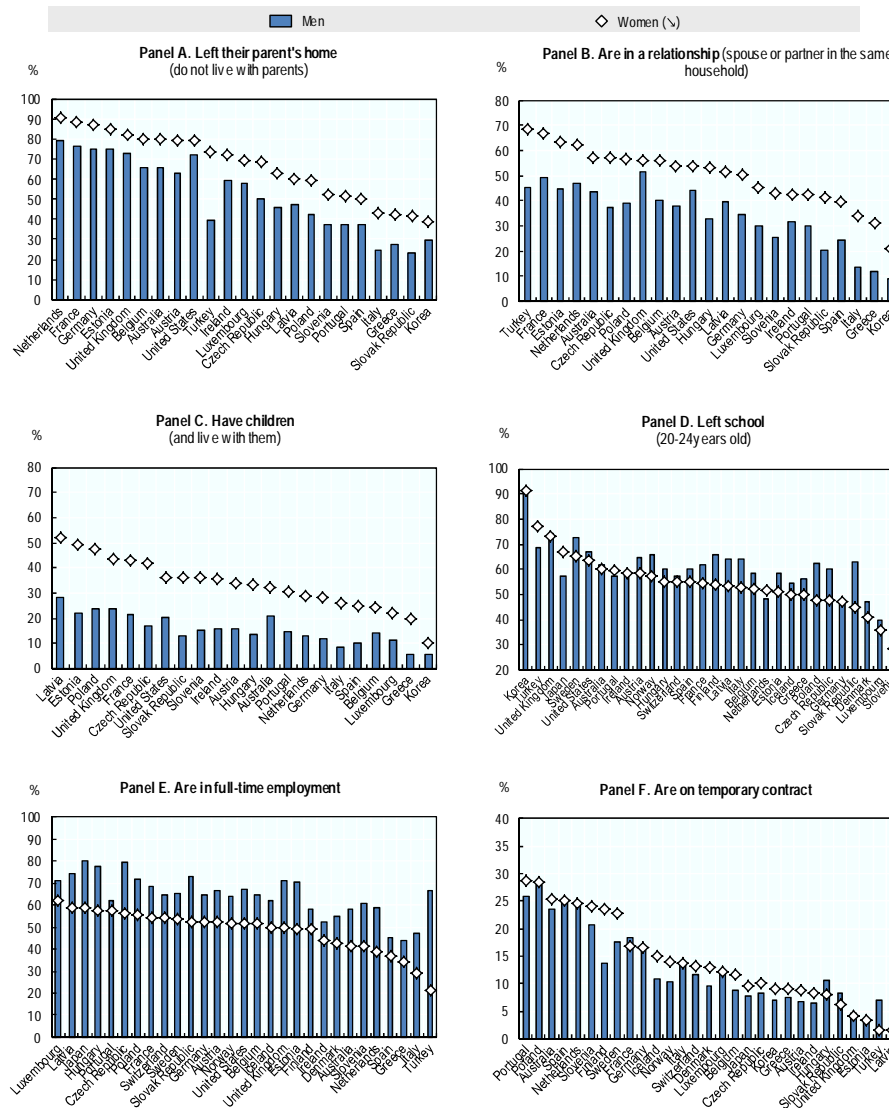 Men
Women (↘)
Panel A. Left their parent's home
(do not live with parents)
%
100
90
80
70
60
50
40
30
20
10
0
Netherlands
France
Germany
Estonia
United Kingdom
Belgium
Australia
Austria
United States
Turkey
Ireland
Luxembourg
Czech Republic
Hungary
Latvia
Poland
Slovenia
Portugal
Spain
Italy
Greece
Slovak Republic
Korea
Panel B. Are in a relationship (spouse or partner in the same
household)
%
80
70
60
50
40
30
20
10
0
Turkey
France
Estonia
Netherlands
Australia
Czech Republic
Poland
United Kingdom
Belgium
Austria
United States
Hungary
Latvia
Germany
Luxembourg
Slovenia
Ireland
Portugal
Slovak Republic
Spain
Italy
Greece
Korea
Panel C. Have children
(and live with them)
%
80
70
60
50
40
30
20
10
0
Latvia
Estonia
Poland
United Kingdom
France
Czech Republic
United States
Slovak Republic
Slovenia
Ireland
Austria
Hungary
Australia
Portugal
Netherlands
Germany
Italy
Spain
Belgium
Luxembourg
Greece
Korea
Panel D. Left school
(20-24years old)
%
100
90
80
70
60
50
40
30
20
Korea
Turkey
United Kingdom
Japan
Sweden
United States
Australia
Portugal
Ireland
Austria
Norway
Hungary
Switzerland
Spain
France
Finland
Latvia
Italy
Belgium
Netherlands
Estonia
Iceland
Greece
Poland
Czech Republic
Germany
Slovak Republic
Denmark
Luxembourg
Slovenia
Panel E. Are in full-time employment
%
100
90
80
70
60
50
40
30
20
10
0
Luxembourg
Latvia
Japan
Hungary
Portugal
Czech Republic
Poland
France
Switzerland
Sweden
Slovak Republic
Germany
Austria
Norway
United States
Belgium
Iceland
United Kingdom
Estonia
Finland
Ireland
Denmark
Australia
Slovenia
Netherlands
Spain
Greece
Italy
Turkey
Panel F. Are on temporary contract
%
40
35
30
25
20
15
10
5
0
Portugal
Poland
Australia
Spain
Netherlands
Slovenia
Finland
Sweden
France
Germany
Iceland
Norway
Italy
Switzerland
Denmark
Luxembourg
Belgium
Japan
Czech Republic
Korea
Greece
Austria
Ireland
Hungary
Slovak Republic
United Kingdom
Estonia
Turkey
Latvia